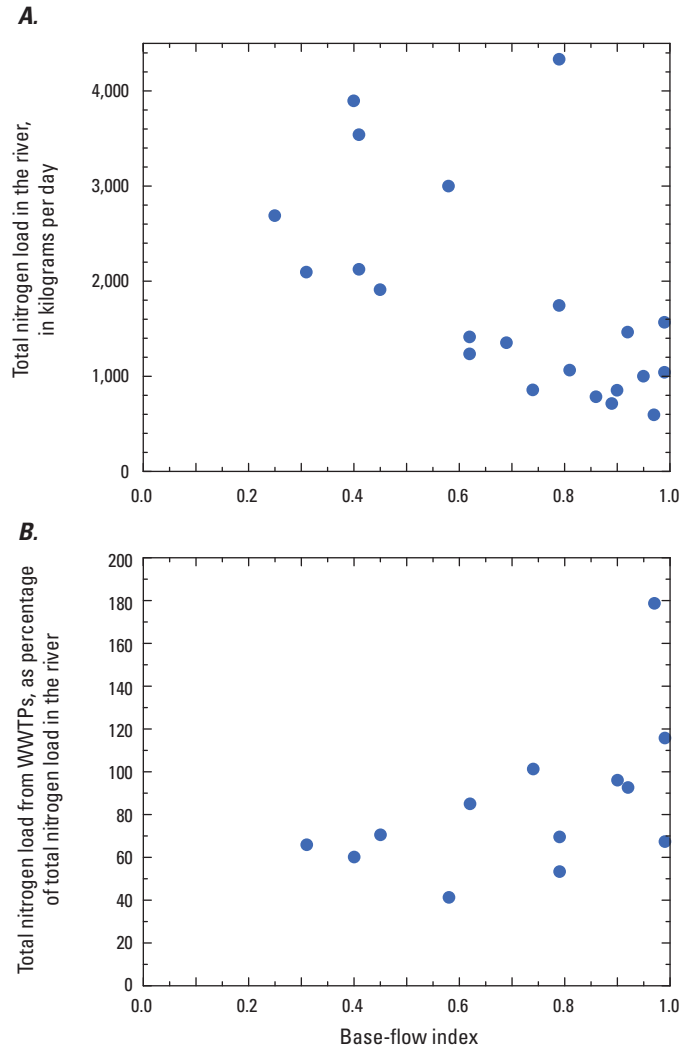 A.
Total nitrogen load in the river,
in kilograms per day
4,000
3,000
2,000
1,000
0
0.0 0.2 0.4 0.6 0.8 1.0
B.
Total nitrogen load from WWTPs, as percentage
of total nitrogen load in the river
200
180
160
140
120
100
80
60
40
20
0
0.0 0.2 0.4 0.6 0.8 1.0
Base-flow index